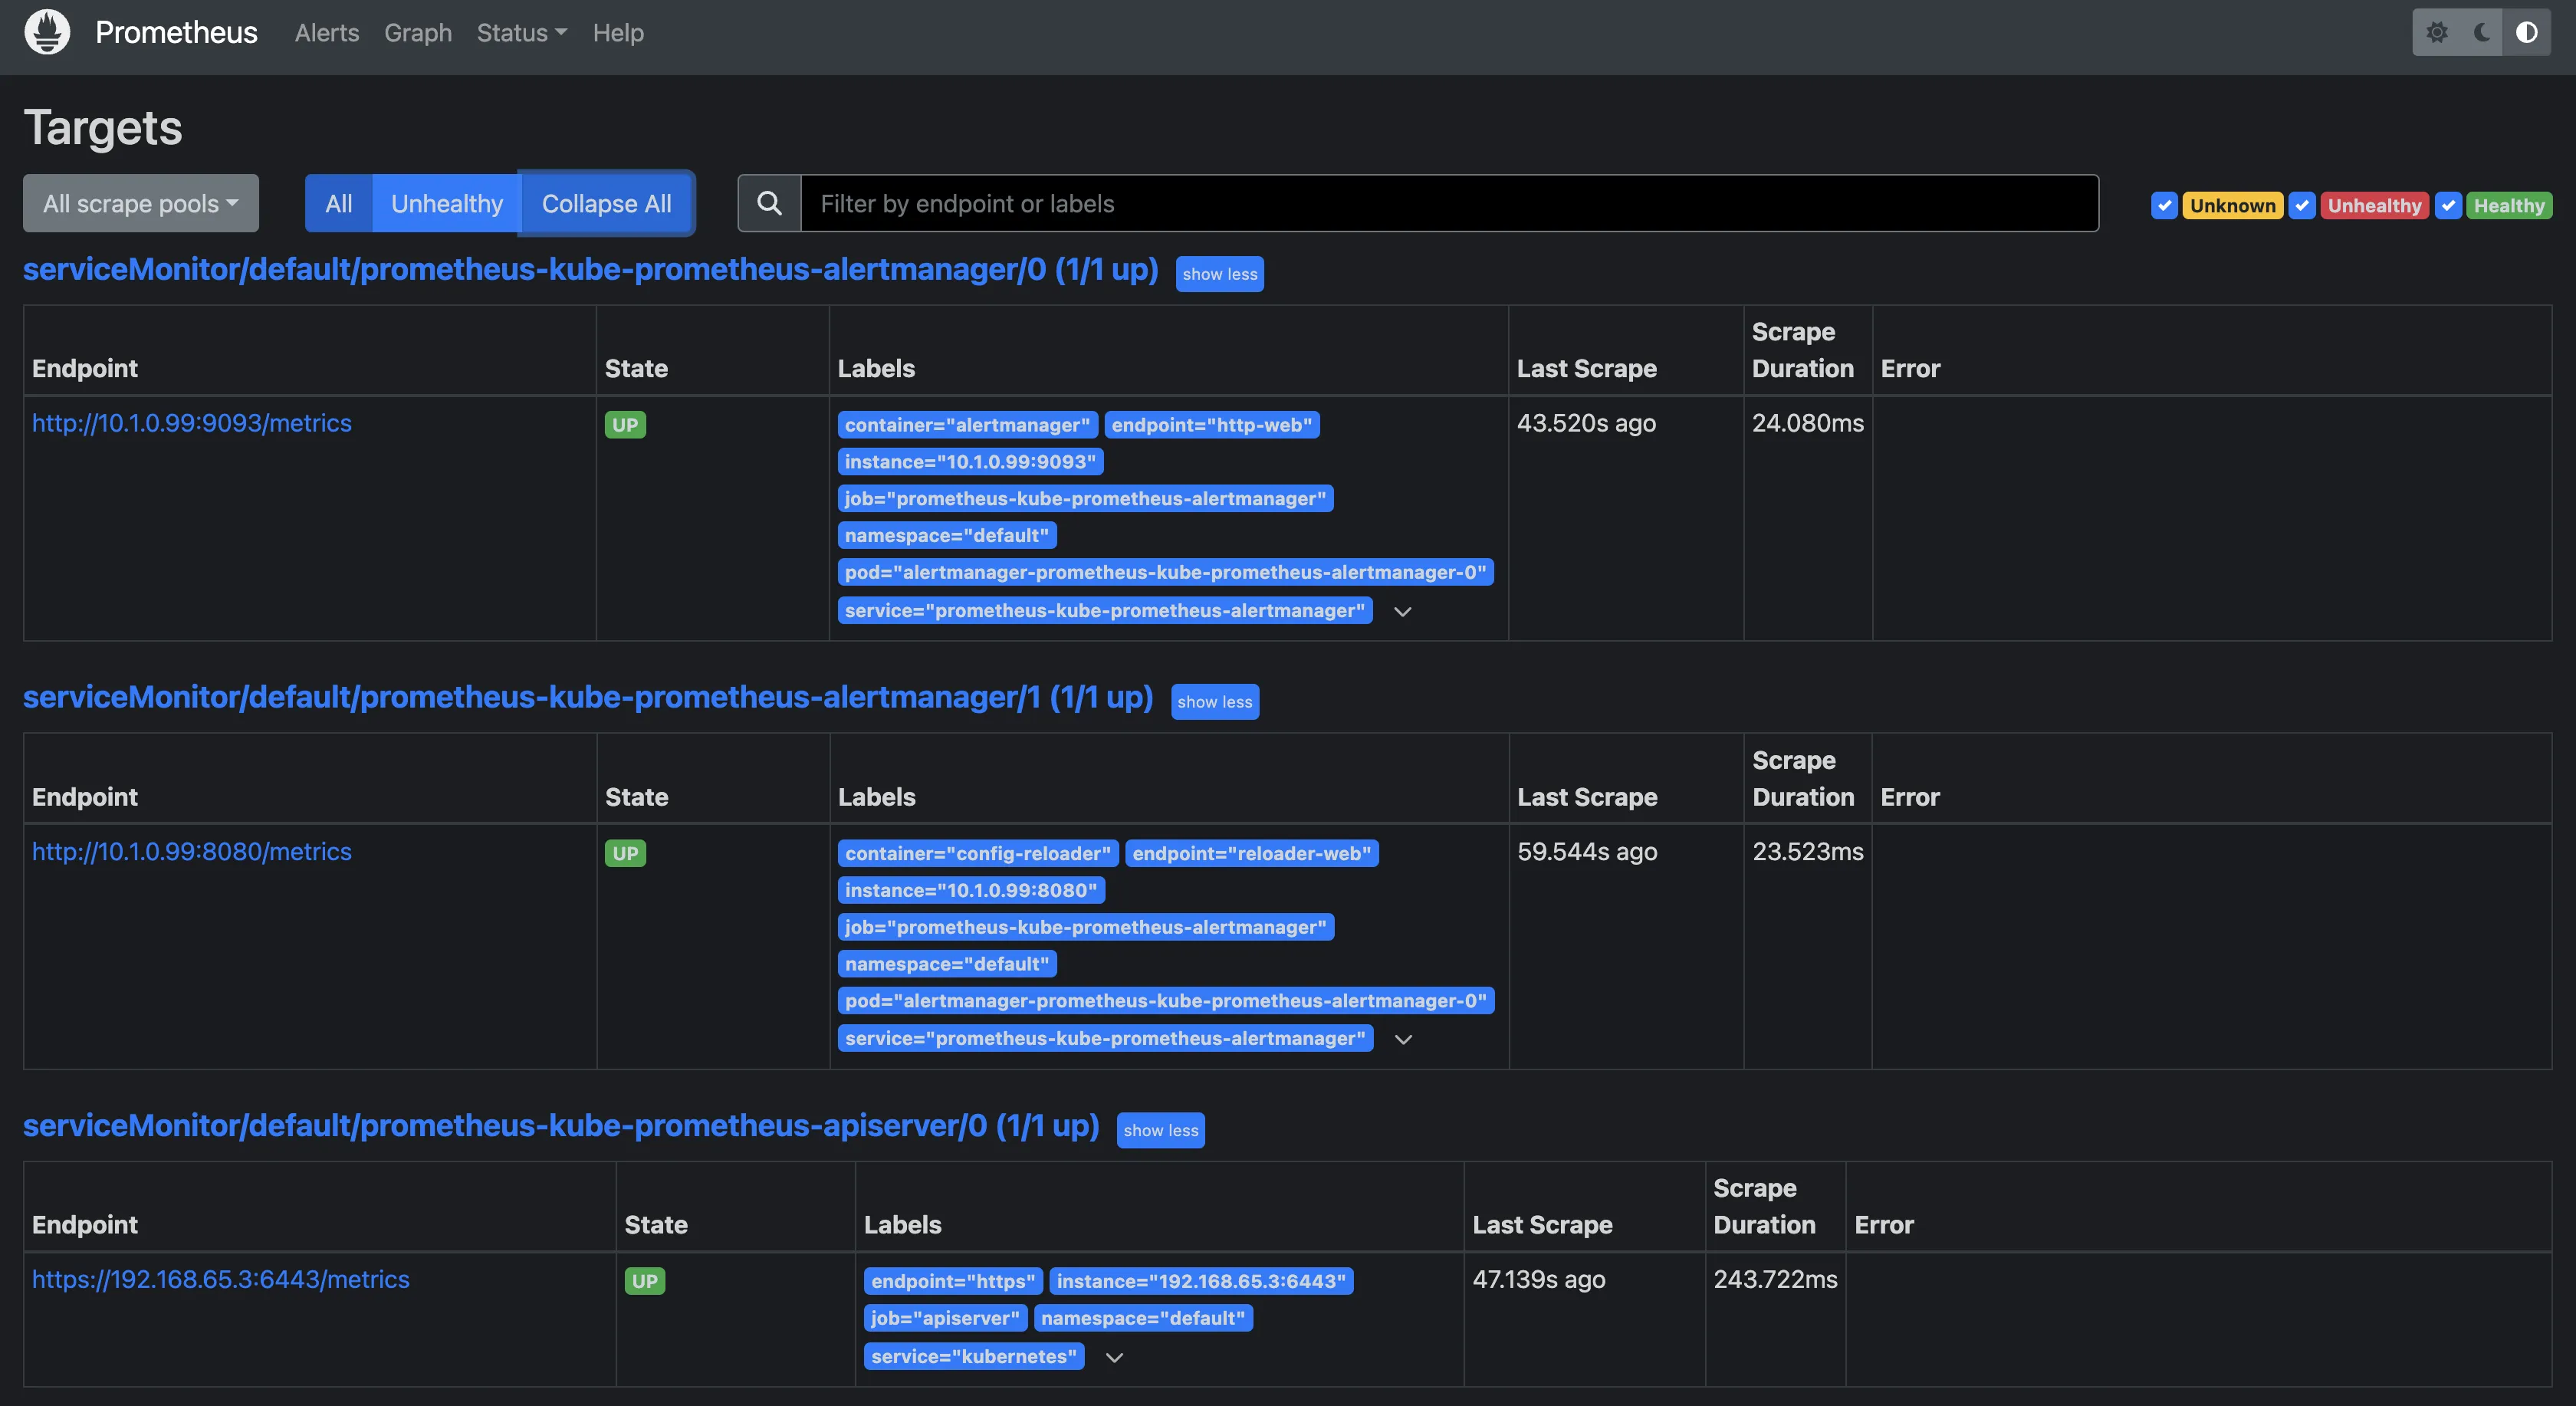 Prometheus Alerts Graph Status Help
Targets
All scrape pools All Unhealthy Collapse All Filter by endpoint or labels Unknown Unhealthy Healthy
serviceMonitor/default/prometheus-kube-prometheus-alertmanager/0 (1/1 up) show less
Scrape
Endpoint State Labels Last Scrape Duration Error
http://10.1.0.99:9093/metrics UP container="alertmanager" endpoint="http-web" 43.520s ago 24.080ms
instance="10.1.0.99:9093"
job="prometheus-kube-prometheus-alertmanager"
namespace="default"
pod="alertmanager-prometheus-kube-prometheus-alertmanager-0"
service="prometheus-kube-prometheus-alertmanager"
serviceMonitor/default/prometheus-kube-prometheus-alertmanager/1 (1/1 up) show less
Scrape
Endpoint State Labels Last Scrape Duration Error
http://10.1.0.99:8080/metrics UP container="config-reloader" endpoint="reloader-web" 59.544s ago 23.523ms
instance="10.1.0.99:8080"
job="prometheus-kube-prometheus-alertmanager"
namespace="default"
pod="alertmanager-prometheus-kube-prometheus-alertmanager-0"
service="prometheus-kube-prometheus-alertmanager"
serviceMonitor/default/prometheus-kube-prometheus-apiserver/0 (1/1 up) show less
Scrape
Endpoint State Labels Last Scrape Duration Error
https://192.168.65.3:6443/metrics UP endpoint="https" instance="192.168.65.3:6443" 47.139s ago 243.722ms
job="apiserver" namespace="default"
service="kubernetes"